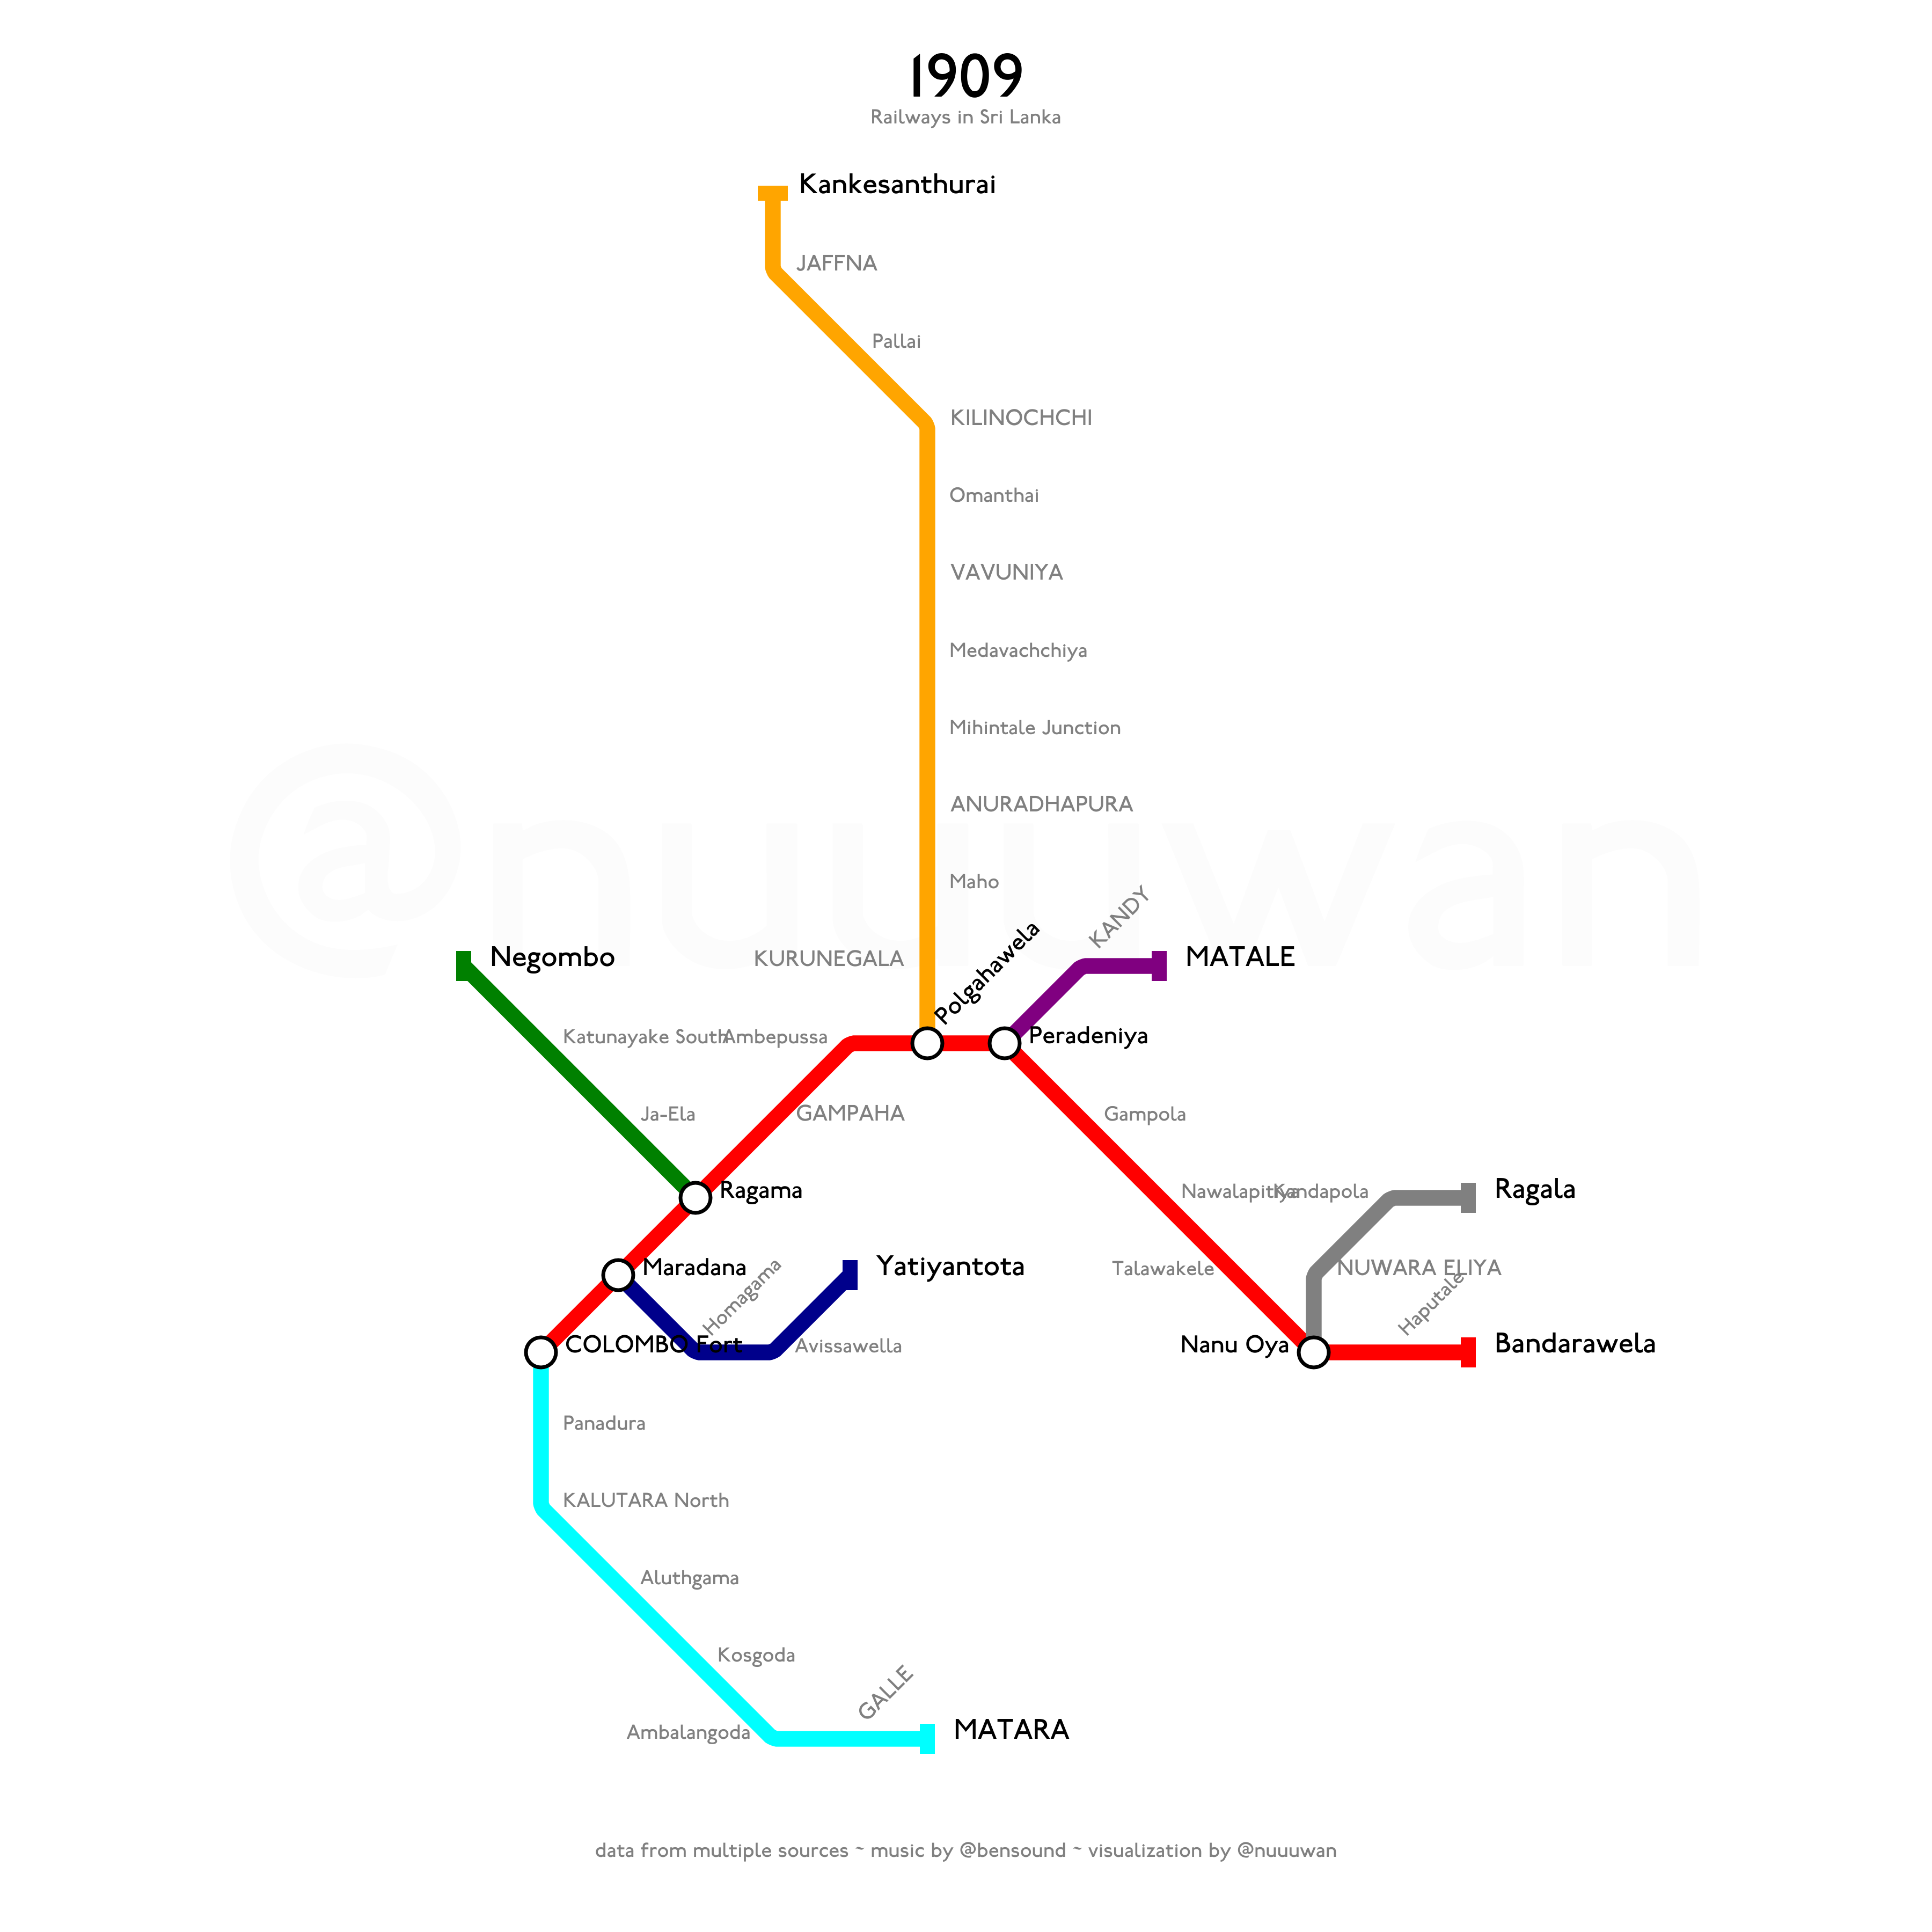 1909
Railways in Sri Lanka
Kankesanthurai
JAFFNA
Pallai
KILINOCHCHI
Omanthai
VAVUNIYA
Medavachchiya
Mihintale Junction
ANURADHAPURA
@nuuuwan
Maho
KANDY
Negombo
KURUNEGALA
Polgahawela
MATALE
Katunayake South
Ambepussa
Peradeniya
Ja-Ela
GAMPAHA
Gampola
Ragama
Nawalapitiya
Kandapola
Ragala
Maradana
Homagama
Yatiyantota
Talawakele
NUWARA ELIYA
Haputale
COLOMBO Fort
Avissawella
Nanu Oya
Bandarawela
Panadura
KALUTARA North
Aluthgama
Kosgoda
GALLE
Ambalangoda
MATARA
data from multiple sources ~ music by @bensound ~ visualization by @nuuuwan